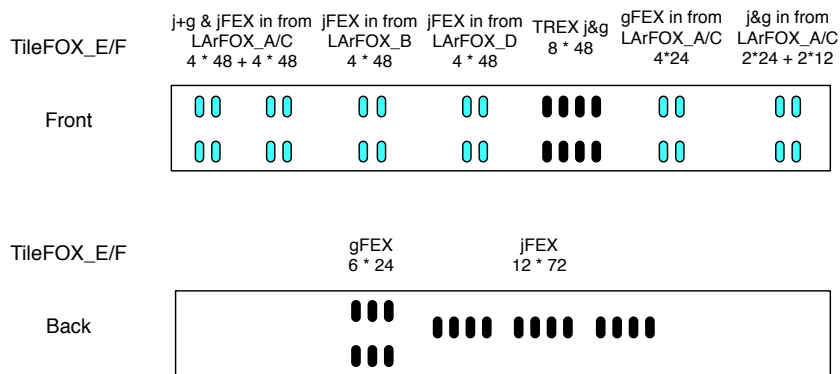 TileFOX_E/F
j+g & jFEX in from
LArFOX_A/C
4 * 48 + 4 * 48
jFEX in from
LArFOX_B
4 * 48
jFEX in from
LArFOX_D
4 * 48
TREX j&g
8 * 48
gFEX in from
LArFOX_A/C
4*24
j&g in from
LArFOX_A/C
2*24 + 2*12
Front
TileFOX_E/F
gFEX
6 * 24
jFEX
12 * 72
Back